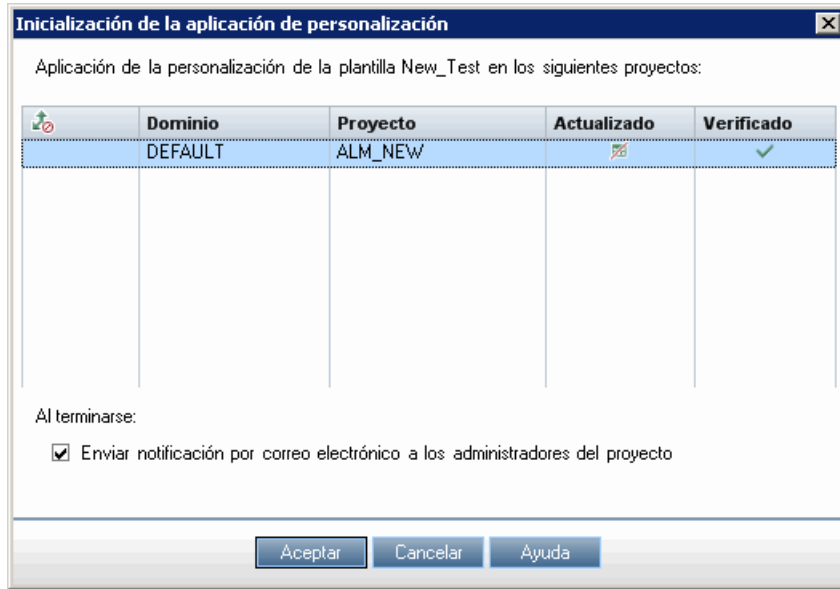 Inicialización de la aplicación de personalización
Aplicación de la personalización de la plantilla New_Test en los siguientes proyectos:
Dominio Proyecto Actualizado Verificado
DEFAULT ALM_NEW
Al terminarse:
Enviar notificación por correo electrónico a los administradores del proyecto
Aceptar Cancelar Ayuda